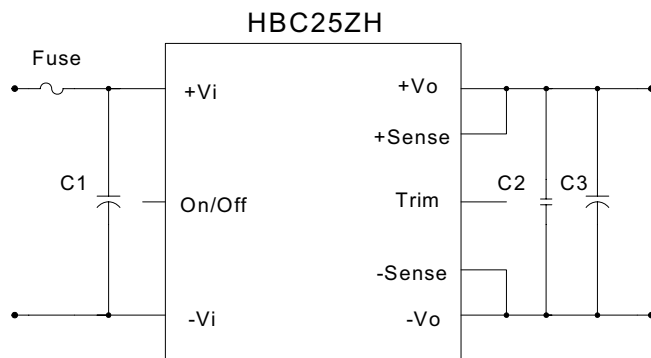 HBC25ZH
Fuse
+Vi
+Vo
+Sense
C1
On/Off
Trim
C2
C3
-Sense
-Vi
-Vo